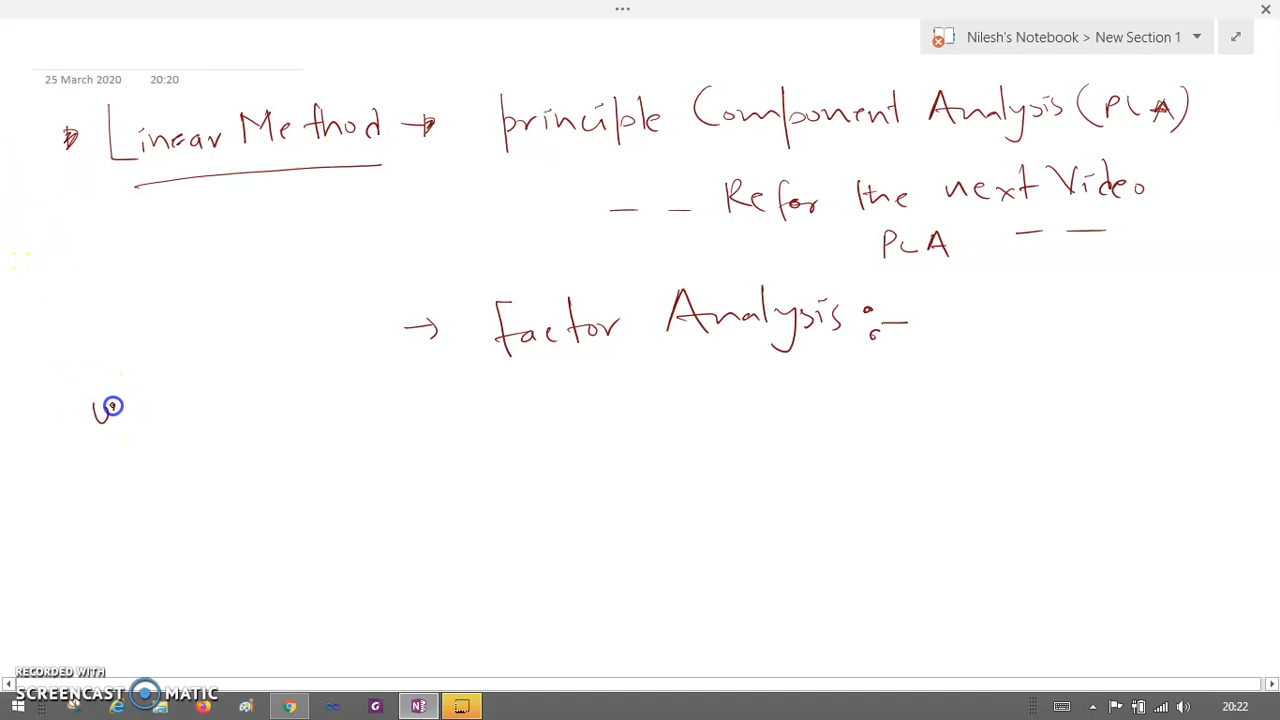 Nilesh's Notebook > New Section 1
25 March 2020 20:20
Linear Method → principle Component Analysis (PCA)
— — Refer the next Video
PCA — —
→ Factor Analysis :-
RECORDED WITH
SCREENCAST MATIC
20:22